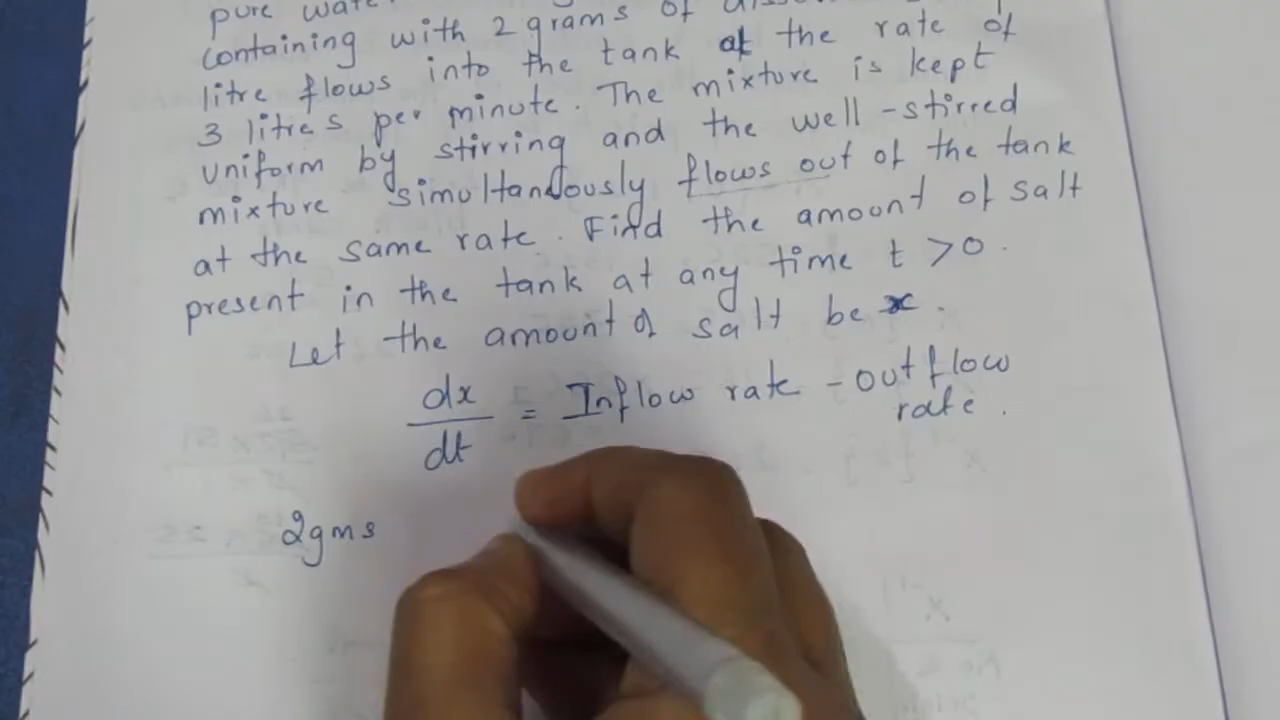 pure wate
containing with 2 grams of
litre flows into the tank at the rate of
3 litres per minute. The mixture is kept
uniform by stirring and the well-stirred
mixture simultandously flows out of the tank
at the same rate. Find the amount of salt
present in the tank at any time t > 0.
Let the amount of salt be x.
dx/dt = Inflow rate - outflow
rate.
2gms